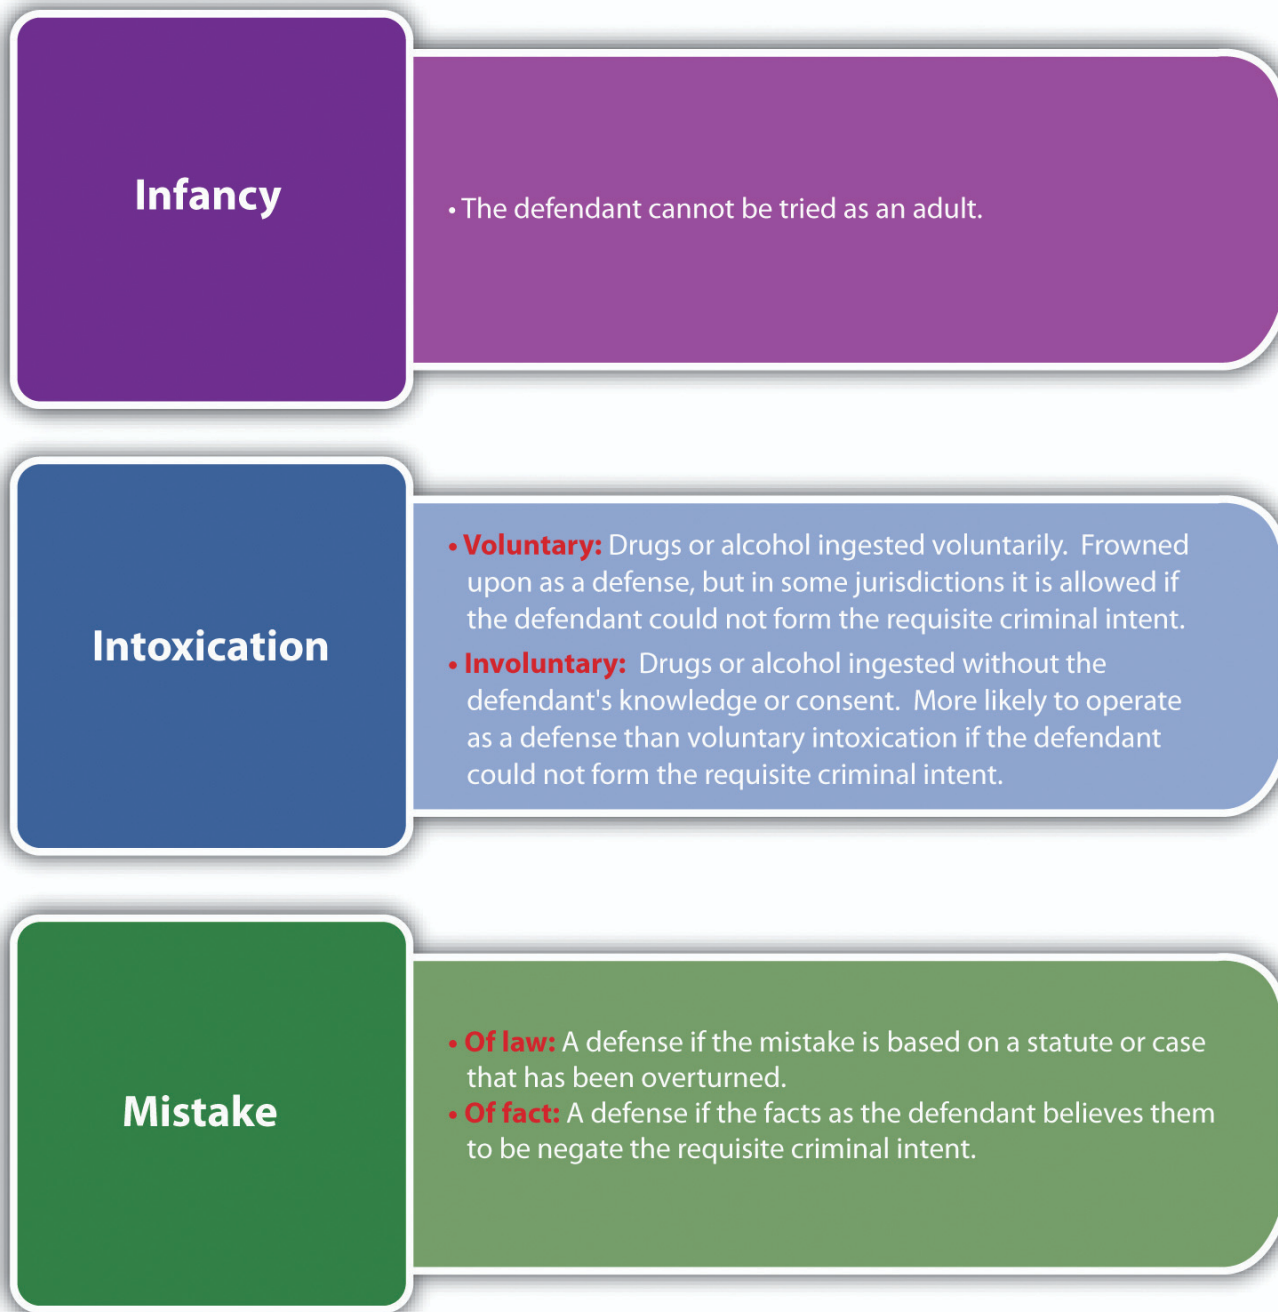 Infancy
• The defendant cannot be tried as an adult.
Intoxication
• Voluntary: Drugs or alcohol ingested voluntarily. Frowned
upon as a defense, but in some jurisdictions it is allowed if
the defendant could not form the requisite criminal intent.
• Involuntary: Drugs or alcohol ingested without the
defendant's knowledge or consent. More likely to operate
as a defense than voluntary intoxication if the defendant
could not form the requisite criminal intent.
Mistake
• Of law: A defense if the mistake is based on a statute or case
that has been overturned.
• Of fact: A defense if the facts as the defendant believes them
to be negate the requisite criminal intent.